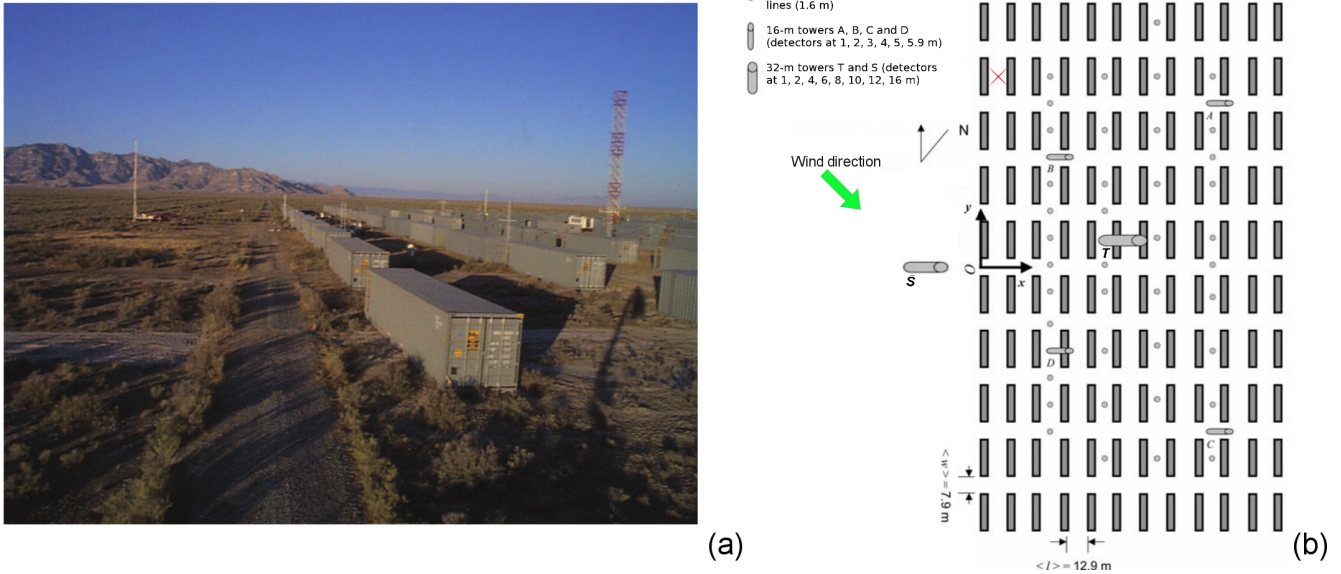 lines (1.6 m)
16-m towers A, B, C and D
(detectors at 1, 2, 3, 4, 5, 5.9 m)
32-m towers T and S (detectors
at 1, 2, 4, 6, 8, 10, 12, 16 m)
N
Wind direction
A
B
y
T
S
O
x
D
C
< w > = 7.9 m
< l > = 12.9 m
(a)
(b)